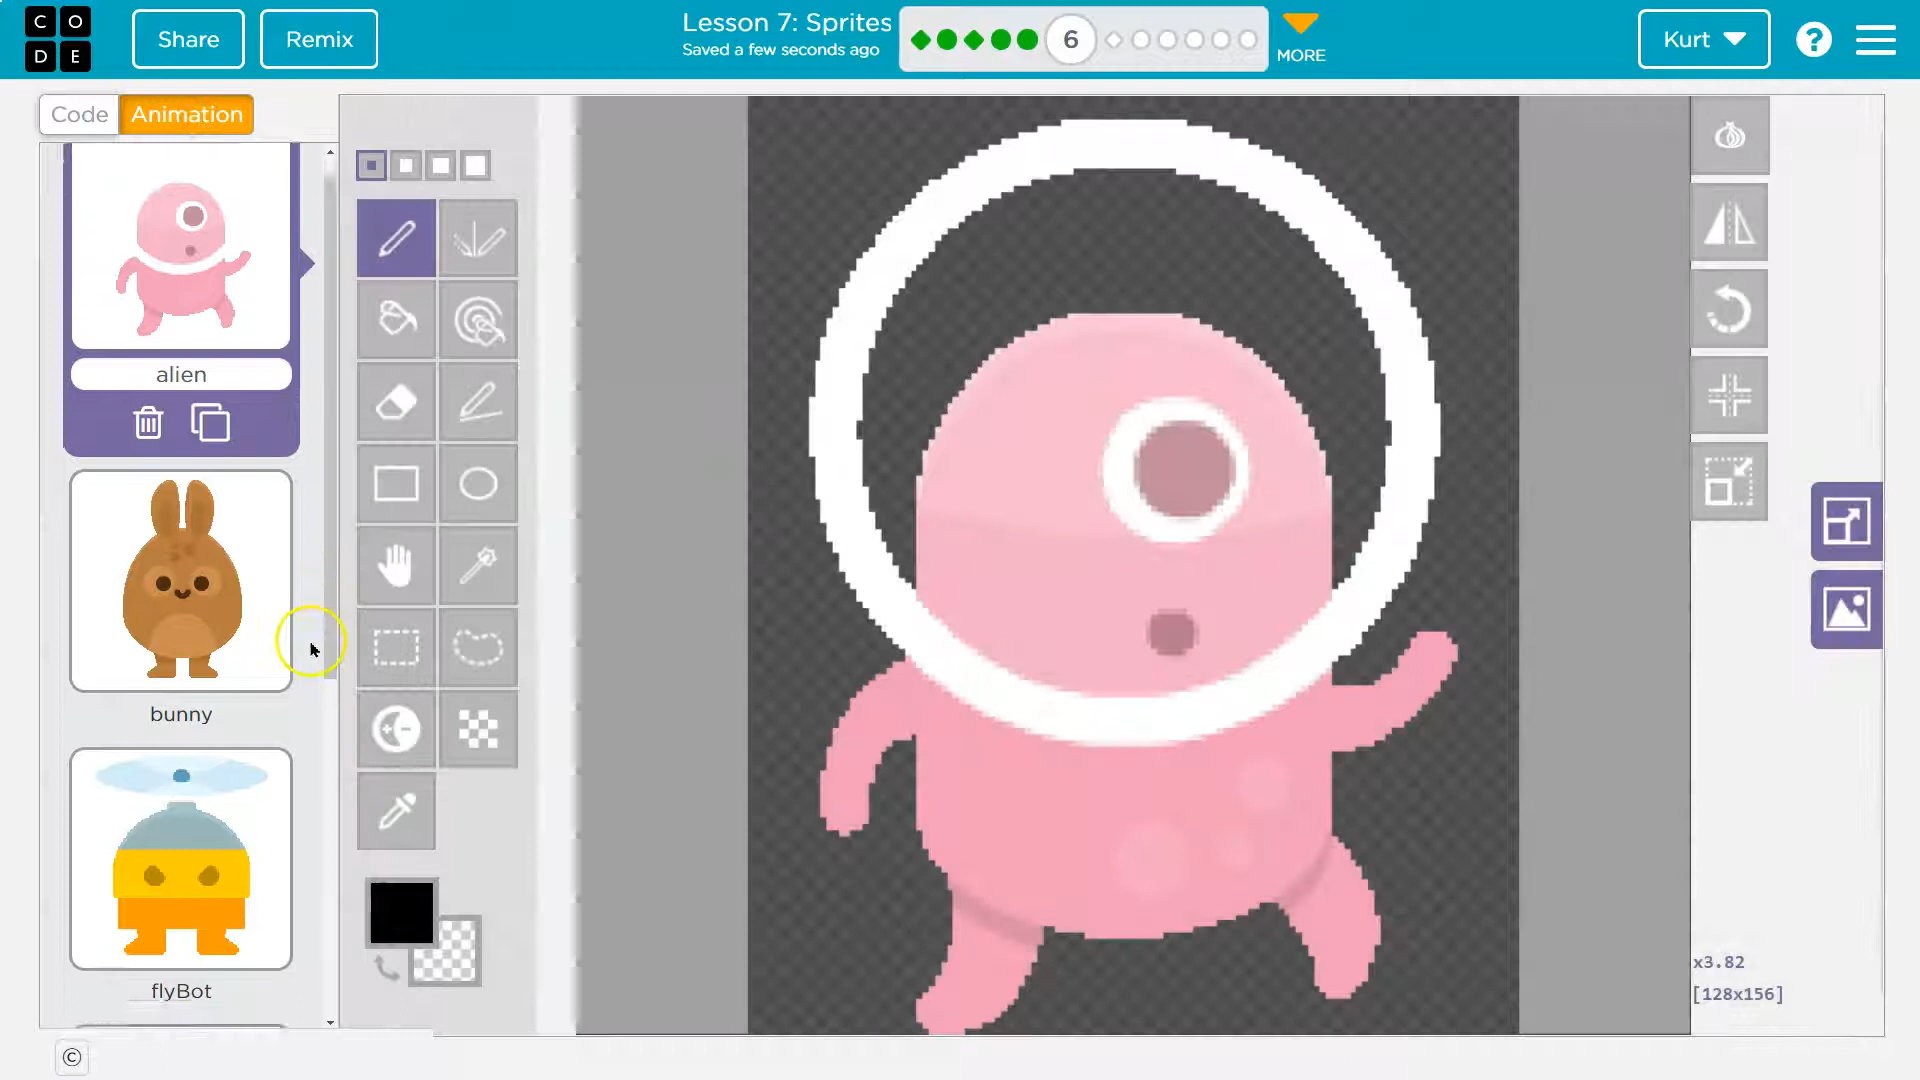 C O
D E
Share
Remix
Lesson 7: Sprites
Saved a few seconds ago
6
MORE
Kurt
?
Code
Animation
alien
bunny
flyBot
x3.82
[128x156]
©